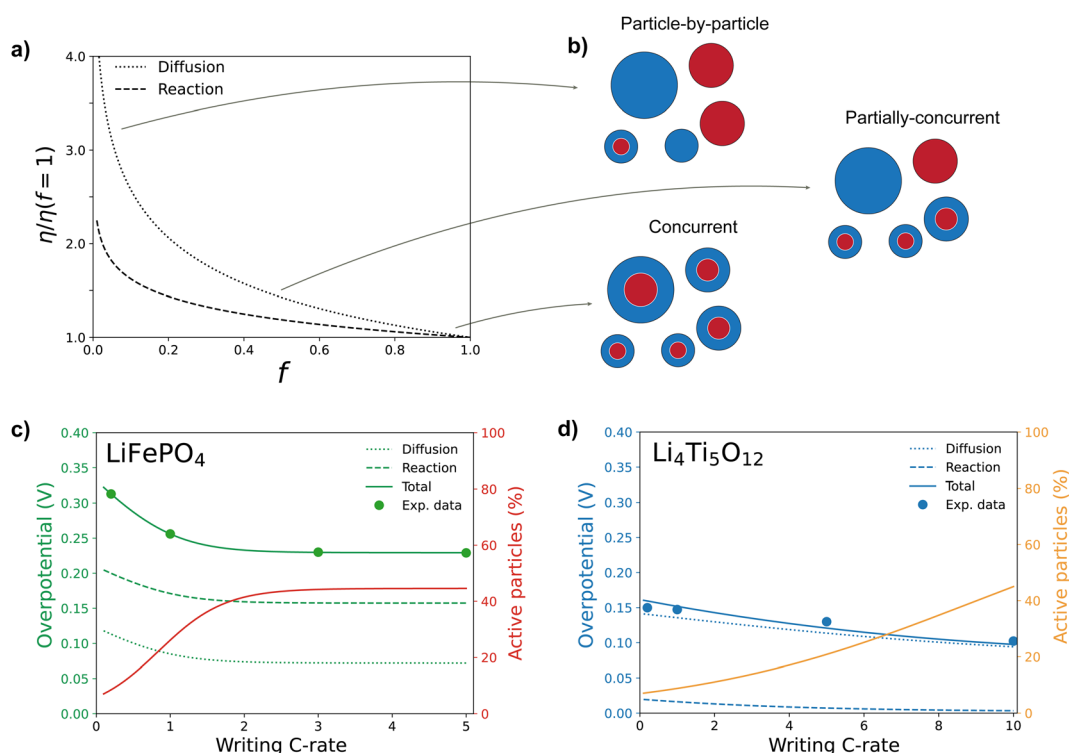 a)
4.0
3.0
2.0
1.0
0.0
0.2
0.4
0.6
0.8
1.0
η/η(f = 1)
f
Diffusion
Reaction
b)
Particle-by-particle
Partially-concurrent
Concurrent
c)
LiFePO₄
0.40
0.35
0.30
0.25
0.20
0.15
0.10
0.05
0.00
Overpotential (V)
Diffusion
Reaction
Total
Exp. data
100
80
60
40
20
0
Active particles (%)
0
1
2
3
4
5
Writing C-rate
d)
Li₄Ti₅O₁₂
0.40
0.35
0.30
0.25
0.20
0.15
0.10
0.05
0.00
Overpotential (V)
Diffusion
Reaction
Total
Exp. data
100
80
60
40
20
0
Active particles (%)
0
2
4
6
8
10
Writing C-rate